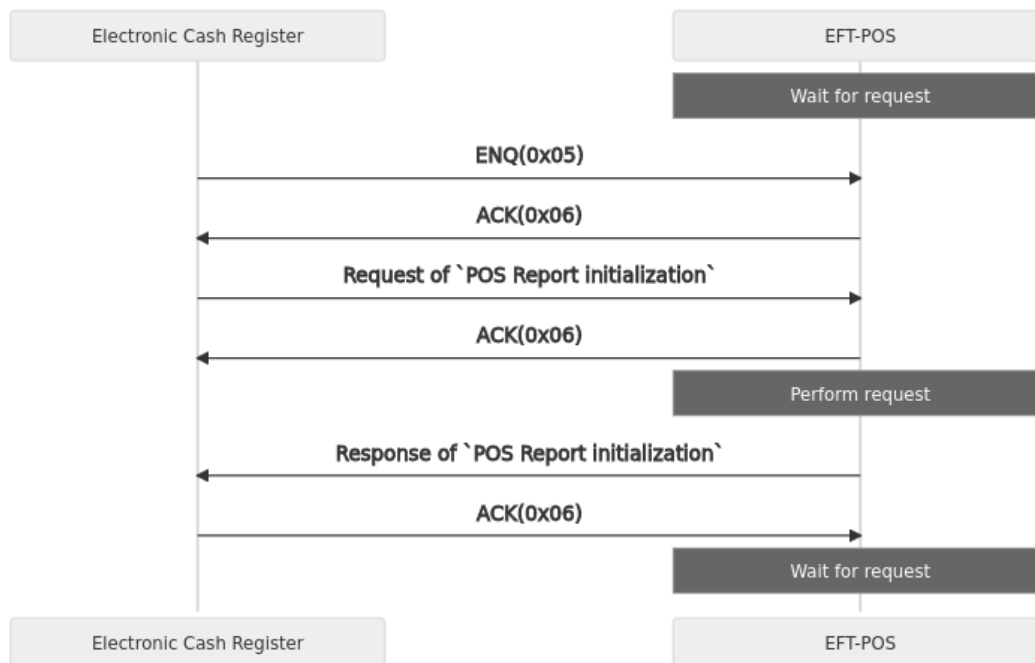 Electronic Cash Register
EFT-POS
Wait for request
ENQ(0x05)
ACK(0x06)
Request of `POS Report initialization`
ACK(0x06)
Perform request
Response of `POS Report initialization`
ACK(0x06)
Wait for request
Electronic Cash Register
EFT-POS